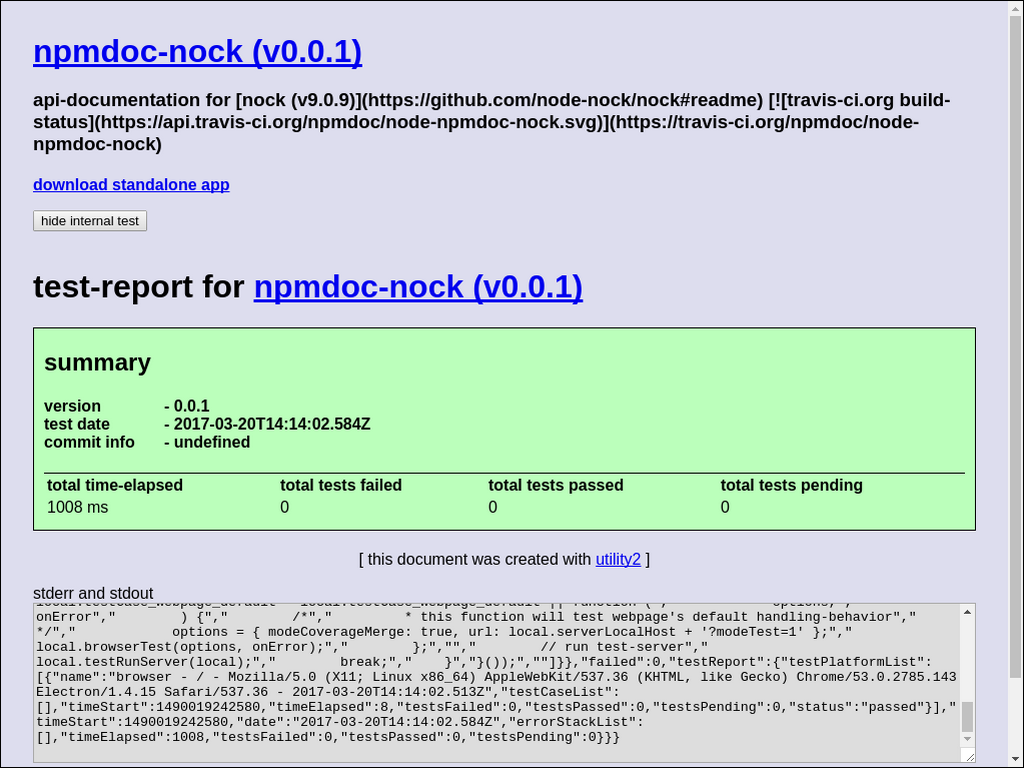 npmdoc-nock (v0.0.1)
api-documentation for [nock (v9.0.9)](https://github.com/node-nock/nock#readme) [![travis-ci.org build-
status](https://api.travis-ci.org/npmdoc/node-npmdoc-nock.svg)](https://travis-ci.org/npmdoc/node-
npmdoc-nock)
download standalone app
hide internal test
test-report for npmdoc-nock (v0.0.1)
summary
version - 0.0.1
test date - 2017-03-20T14:14:02.584Z
commit info - undefined
total time-elapsed total tests failed total tests passed total tests pending
1008 ms 0 0 0
[ this document was created with utility2 ]
stderr and stdout
onError","        ) {","        /*","         * this function will test webpage's default handling-behavior","
*/","            options = { modeCoverageMerge: true, url: local.serverLocalHost + '?modeTest=1' };","
local.browserTest(options, onError);","        };","","        // run test-server","
local.testRunServer(local);","        break;","    }","}());",""]}},"failed":0,"testReport":{"testPlatformList":
[{"name":"browser - / - Mozilla/5.0 (X11; Linux x86_64) AppleWebKit/537.36 (KHTML, like Gecko) Chrome/53.0.2785.143
Electron/1.4.15 Safari/537.36 - 2017-03-20T14:14:02.513Z","testCaseList":
[],"timeStart":1490019242580,"timeElapsed":8,"testsFailed":0,"testsPassed":0,"testsPending":0,"status":"passed"}],"
timeStart":1490019242580,"date":"2017-03-20T14:14:02.584Z","errorStackList":
[],"timeElapsed":1008,"testsFailed":0,"testsPassed":0,"testsPending":0}}}